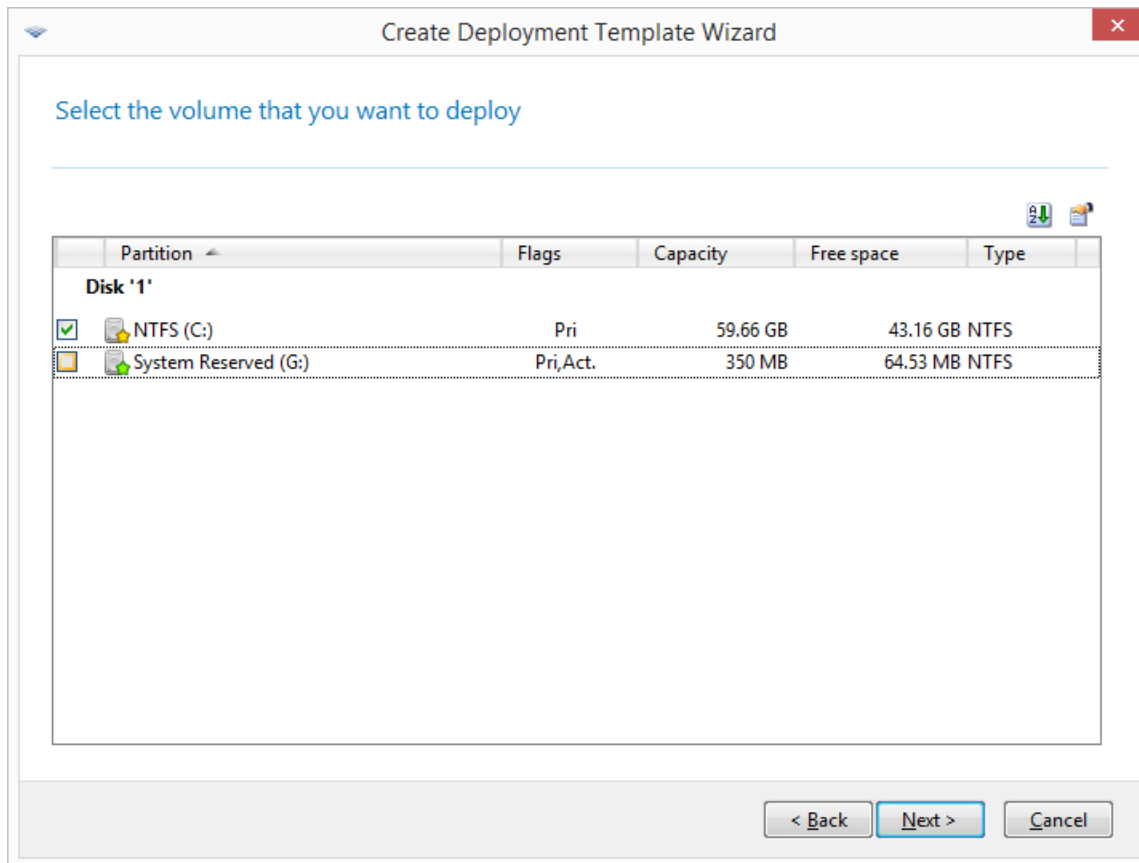 Create Deployment Template Wizard
Select the volume that you want to deploy
Partition Flags Capacity Free space Type
Disk '1'
NTFS (C:) Pri 59.66 GB 43.16 GB NTFS
System Reserved (G:) Pri,Act. 350 MB 64.53 MB NTFS
< Back Next > Cancel